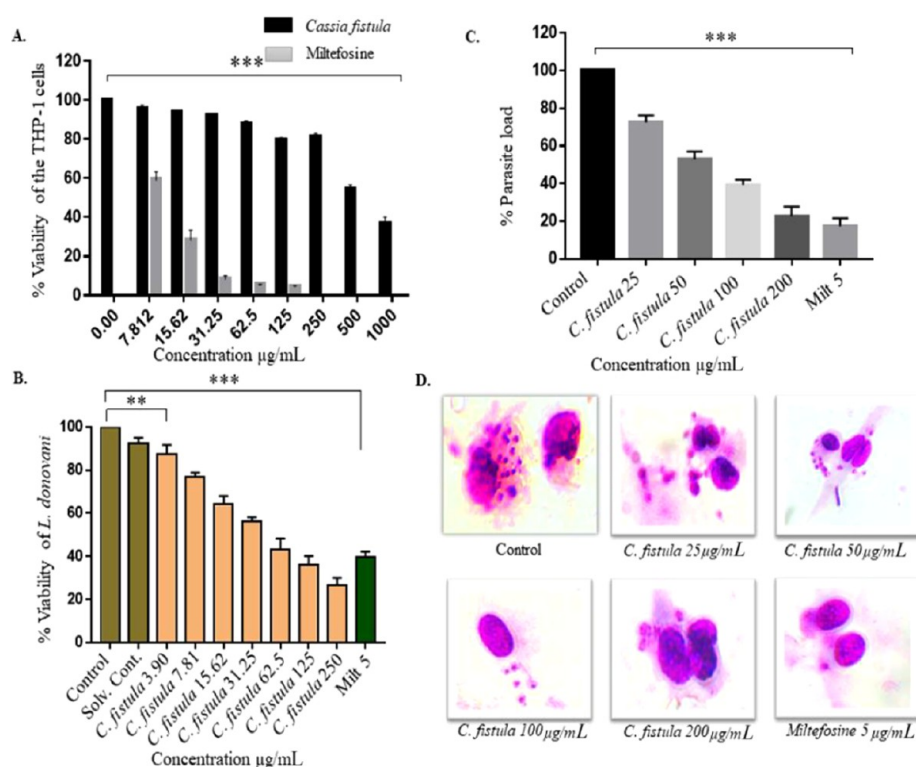 A.
Cassia fistula
Miltefosine
***
% Viability of the THP-1 cells
100
80
60
40
20
0
0.00
7.812
15.62
31.25
62.5
125
250
500
1000
Concentration µg/mL
C.
***
% Parasite load
100
80
60
40
20
0
Control
C. fistula 25
C. fistula 50
C. fistula 100
C. fistula 200
Milt 5
Concentration µg/mL
B.
***
**
% Viability of L. donovani
100
80
60
40
20
0
Control
Solv. Cont.
C. fistula 3.90
C. fistula 7.81
C. fistula 15.62
C. fistula 31.25
C. fistula 62.5
C. fistula 125
C. fistula 250
Milt 5
Concentration µg/mL
D.
Control
C. fistula 25µg/mL
C. fistula 50µg/mL
C. fistula 100µg/mL
C. fistula 200µg/mL
Miltefosine 5 µg/mL